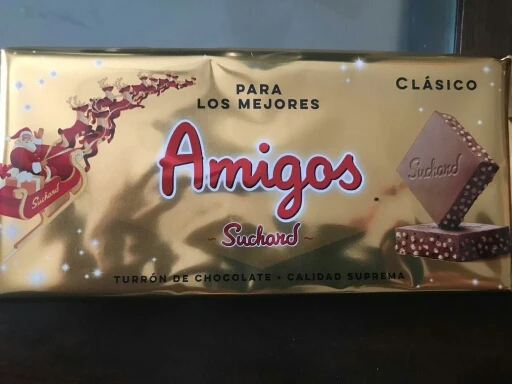 PARA
LOS MEJORES
CLÁSICO
Amigos
Suchard
Suchard
~ Suchard ~
TURRÓN DE CHOCOLATE • CALIDAD SUPREMA